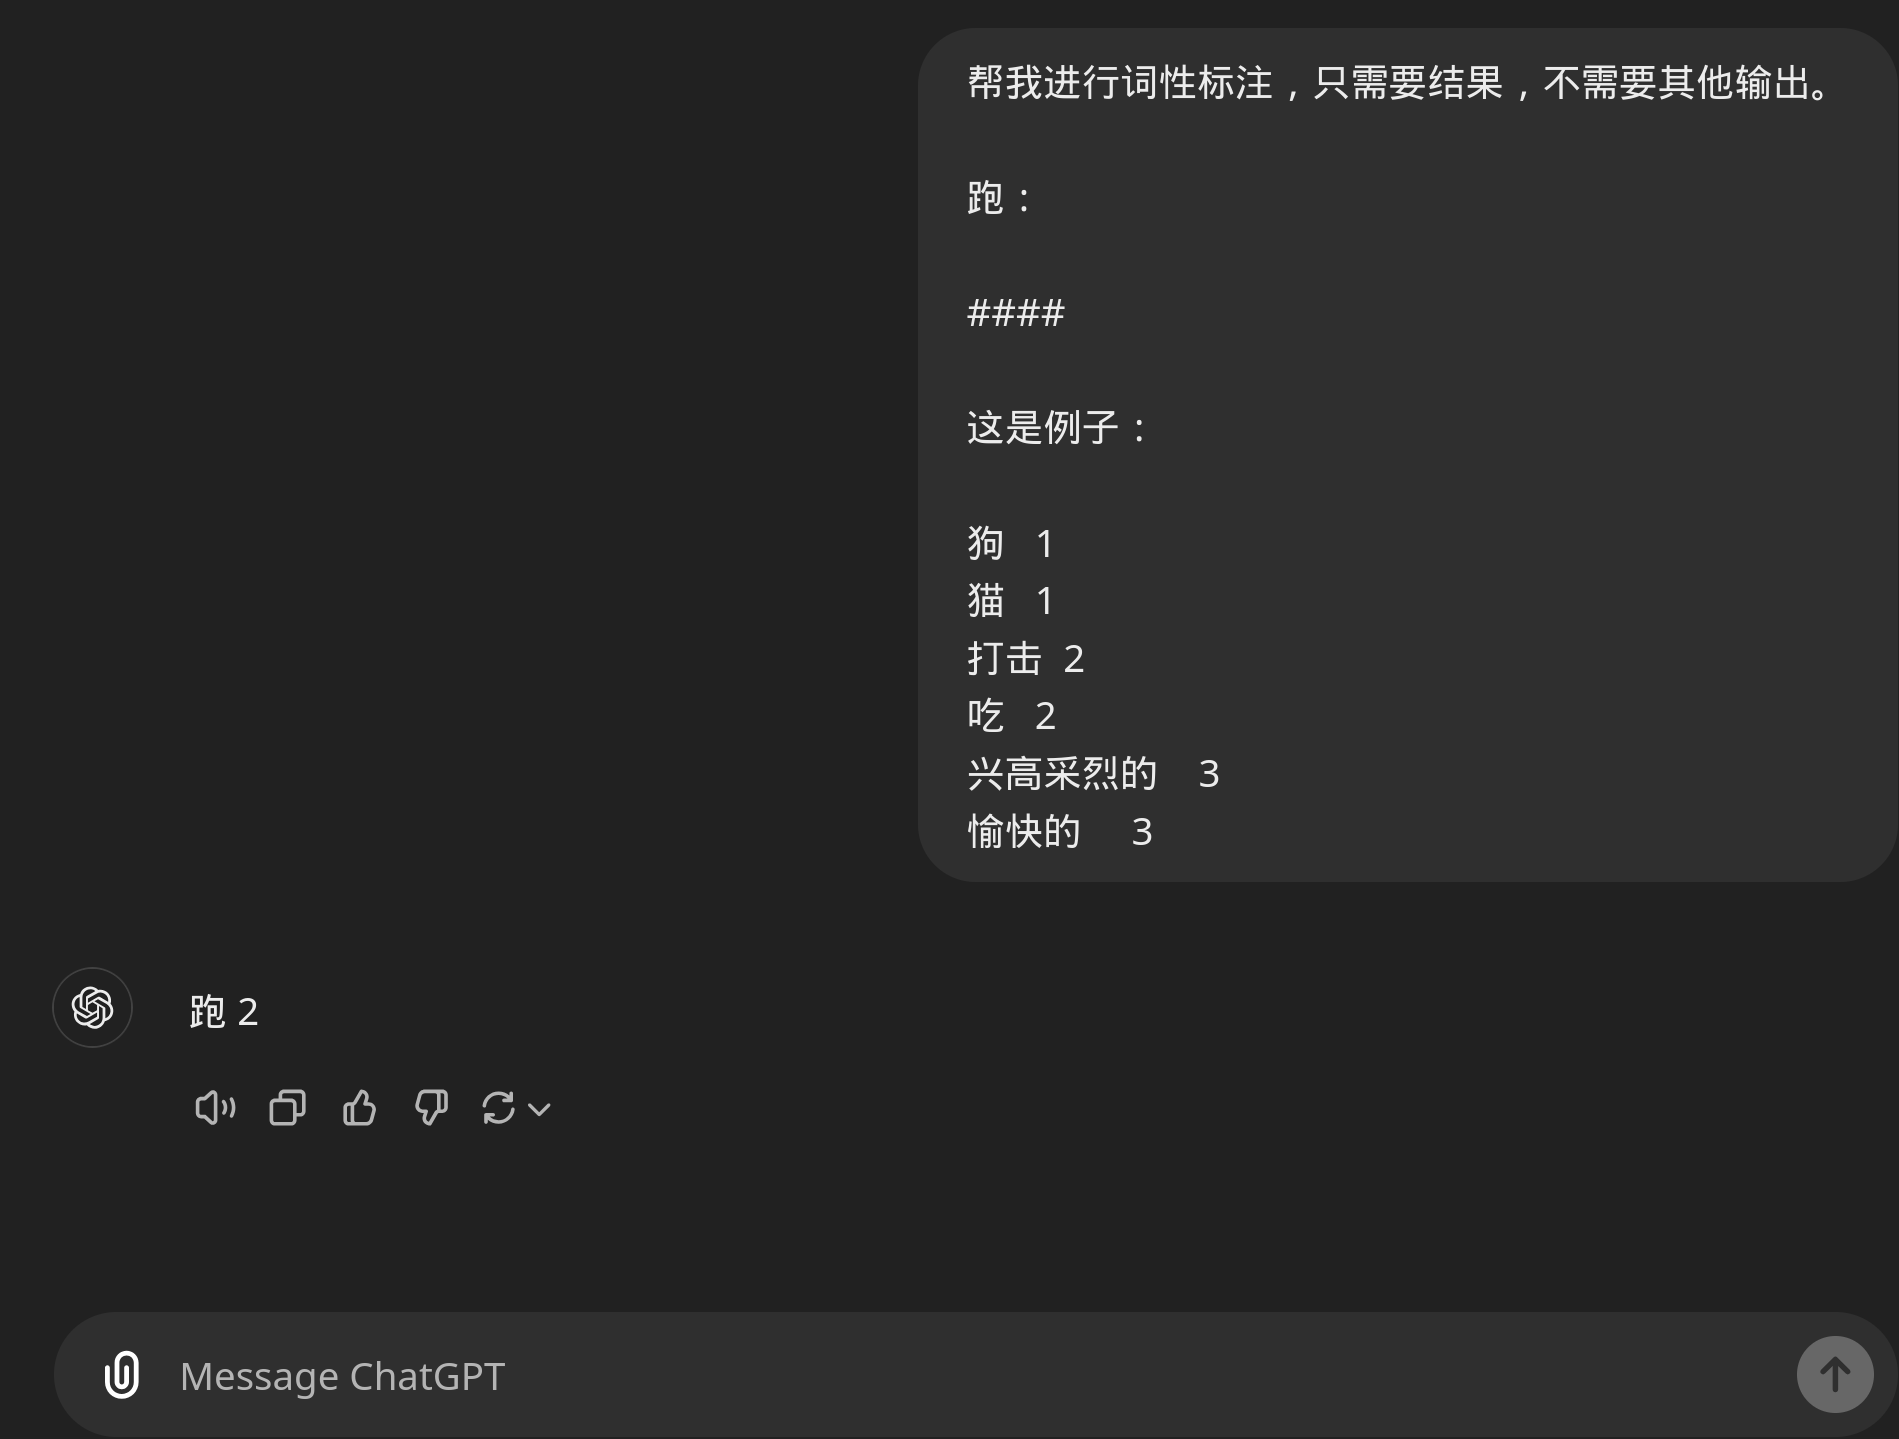 帮我进行词性标注，只需要结果，不需要其他输出。
跑：
####
这是例子：
狗 1
猫 1
打击 2
吃 2
兴高采烈的 3
愉快的 3
跑 2
Message ChatGPT